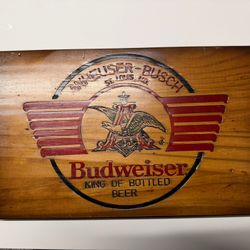 ANHEUSER-BUSCH
ST. LOUIS, MO.
Budweiser
KING OF BOTTLED
BEER